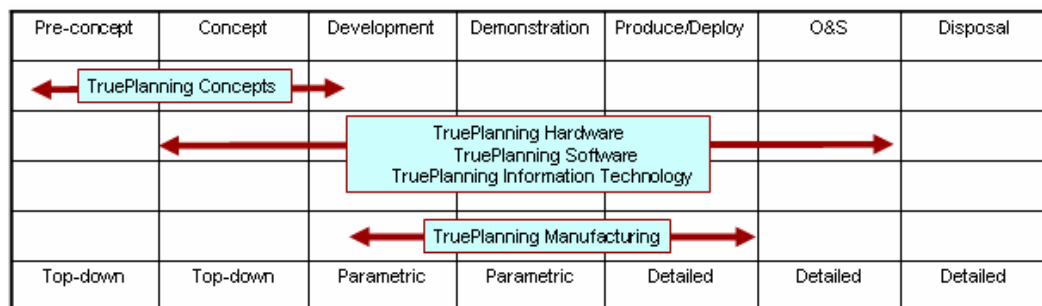 Pre-concept Concept Development Demonstration Produce/Deploy O&S Disposal
TruePlanning Concepts
TruePlanning Hardware
TruePlanning Software
TruePlanning Information Technology
TruePlanning Manufacturing
Top-down Top-down Parametric Parametric Detailed Detailed Detailed